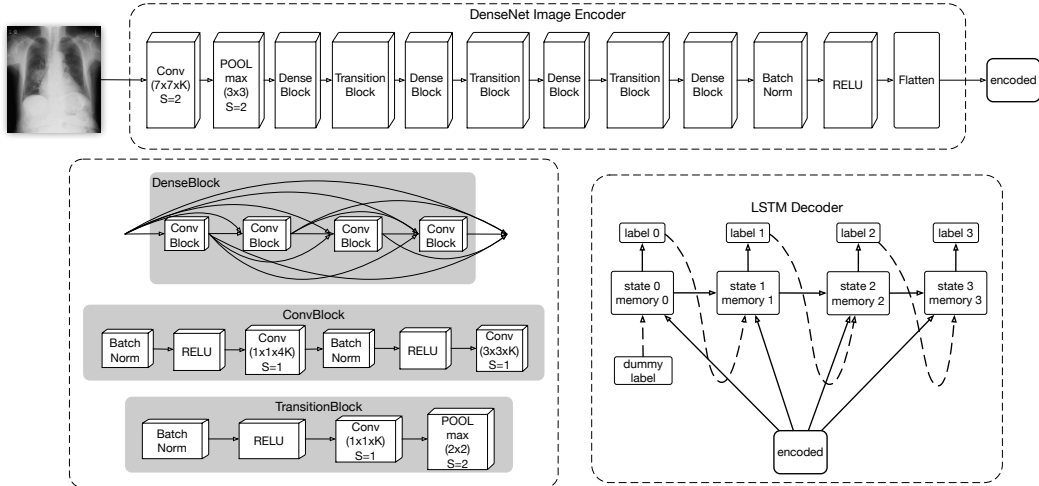 DenseNet Image Encoder
Conv
(7x7xK)
S=2
POOL
max
(3x3)
S=2
Dense
Block
Transition
Block
Dense
Block
Transition
Block
Dense
Block
Transition
Block
Dense
Block
Batch
Norm
RELU
Flatten
encoded
DenseBlock
Conv
Block
Conv
Block
Conv
Block
Conv
Block
ConvBlock
Batch
Norm
RELU
Conv
(1x1x4K)
S=1
Batch
Norm
RELU
Conv
(3x3xK)
S=1
TransitionBlock
Batch
Norm
RELU
Conv
(1x1xK)
S=1
POOL
max
(2x2)
S=2
LSTM Decoder
label 0
label 1
label 2
label 3
state 0
memory 0
state 1
memory 1
state 2
memory 2
state 3
memory 3
dummy
label
encoded